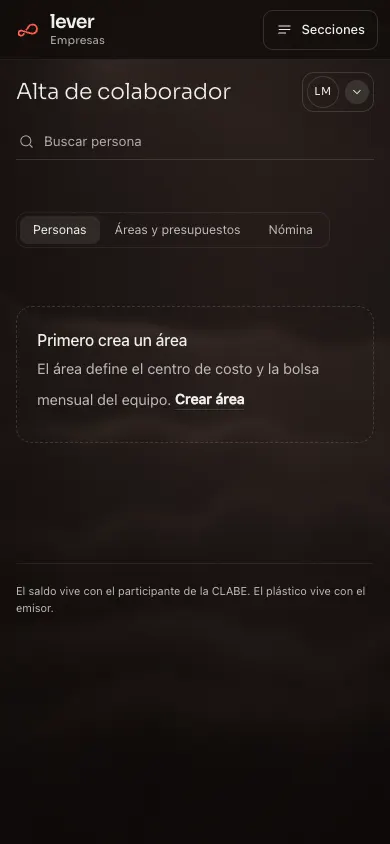 lever
Empresas
Secciones
Alta de colaborador
LM
Buscar persona
Personas
Áreas y presupuestos
Nómina
Primero crea un área
El área define el centro de costo y la bolsa
mensual del equipo. Crear área
El saldo vive con el participante de la CLABE. El plástico vive con el
emisor.